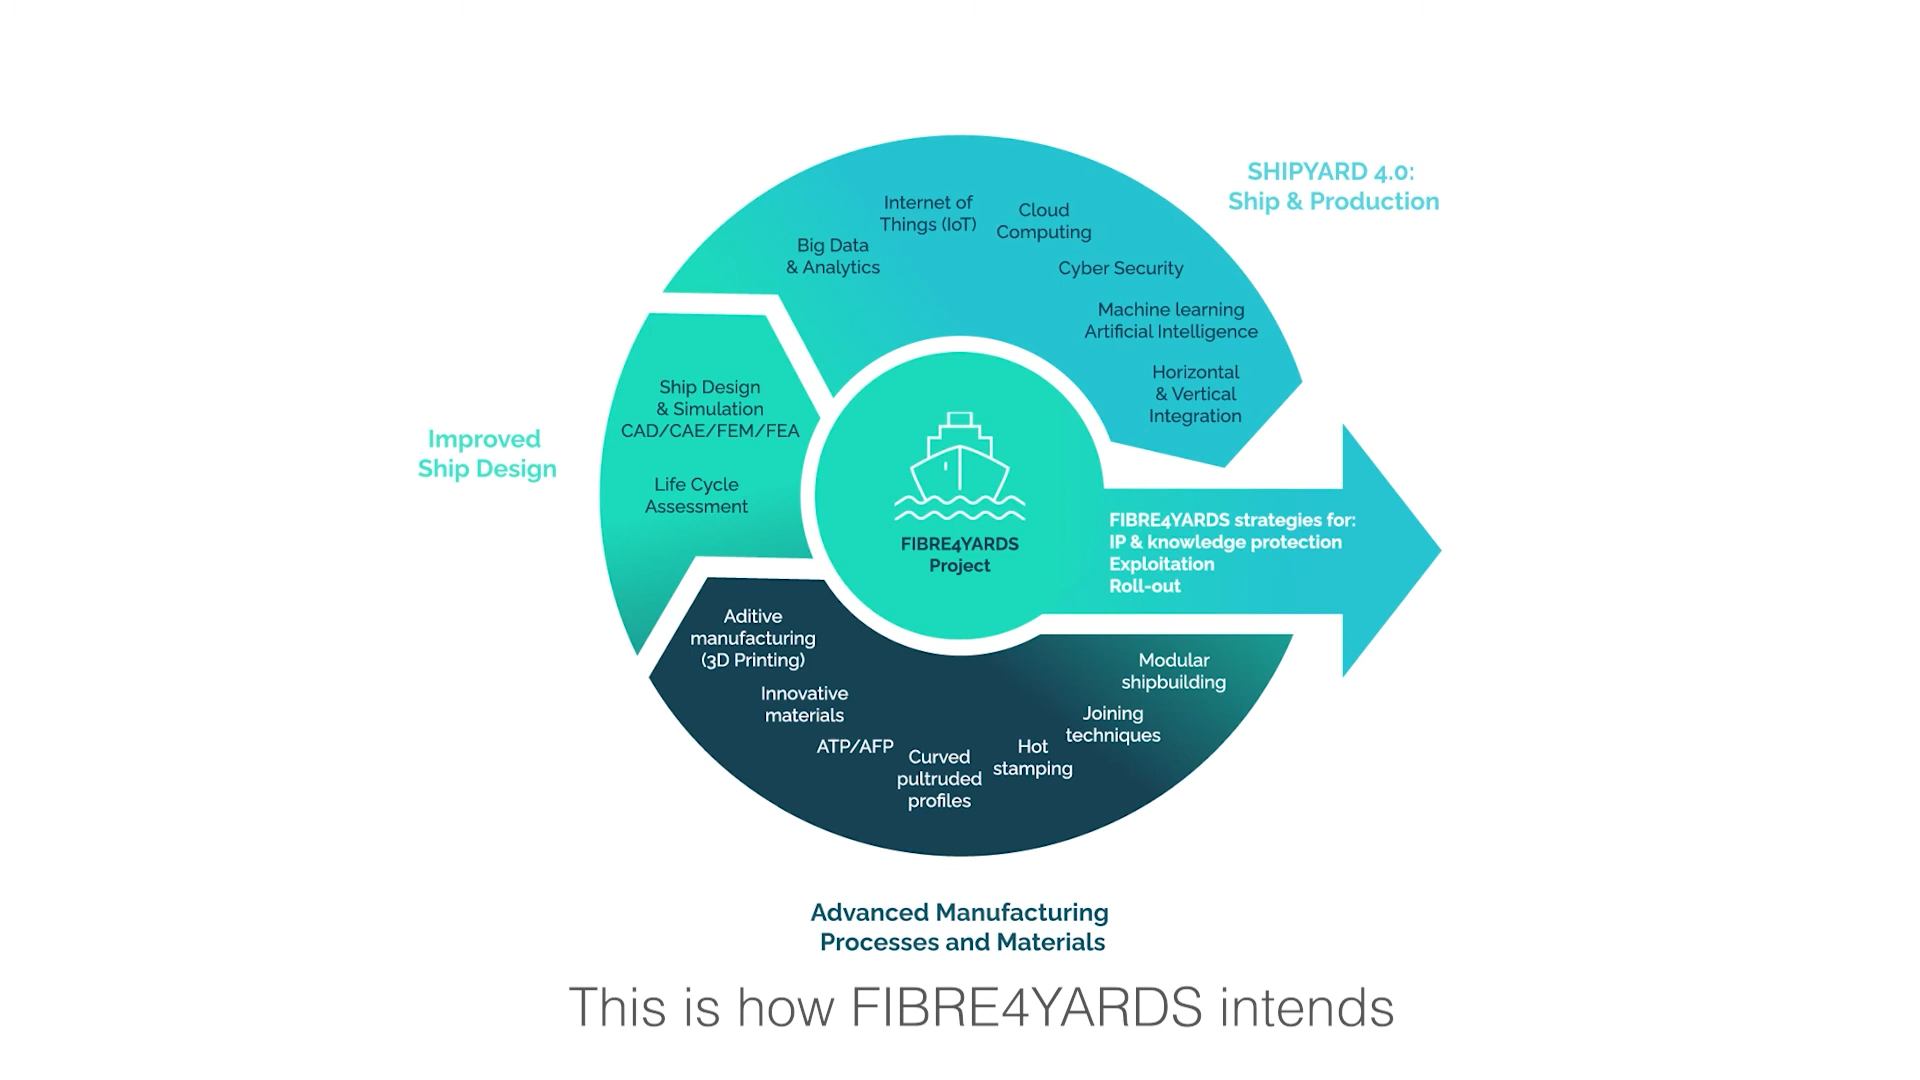 SHIPYARD 4.0:
Ship & Production
Internet of
Things (IoT)
Cloud
Computing
Big Data
& Analytics
Cyber Security
Machine learning
Artificial Intelligence
Horizontal
& Vertical
Integration
Improved
Ship Design
Ship Design
& Simulation
CAD/CAE/FEM/FEA
Life Cycle
Assessment
FIBRE4YARDS
Project
FIBRE4YARDS strategies for:
IP & knowledge protection
Exploitation
Roll-out
Aditive
manufacturing
(3D Printing)
Innovative
materials
ATP/AFP
Curved
pultruded
profiles
Hot
stamping
Joining
techniques
Modular
shipbuilding
Advanced Manufacturing
Processes and Materials
This is how FIBRE4YARDS intends